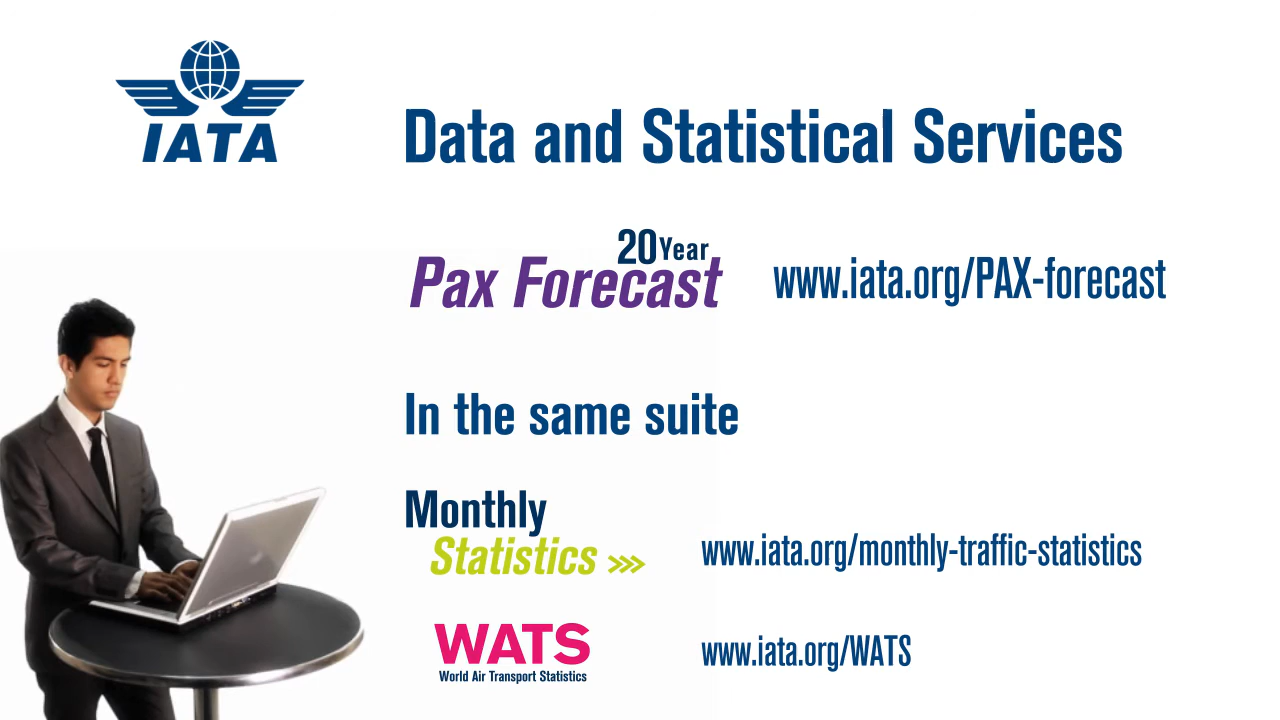 IATA
Data and Statistical Services
20 Year
Pax Forecast
www.iata.org/PAX-forecast
In the same suite
Monthly
Statistics >>>
www.iata.org/monthly-traffic-statistics
WATS
World Air Transport Statistics
www.iata.org/WATS